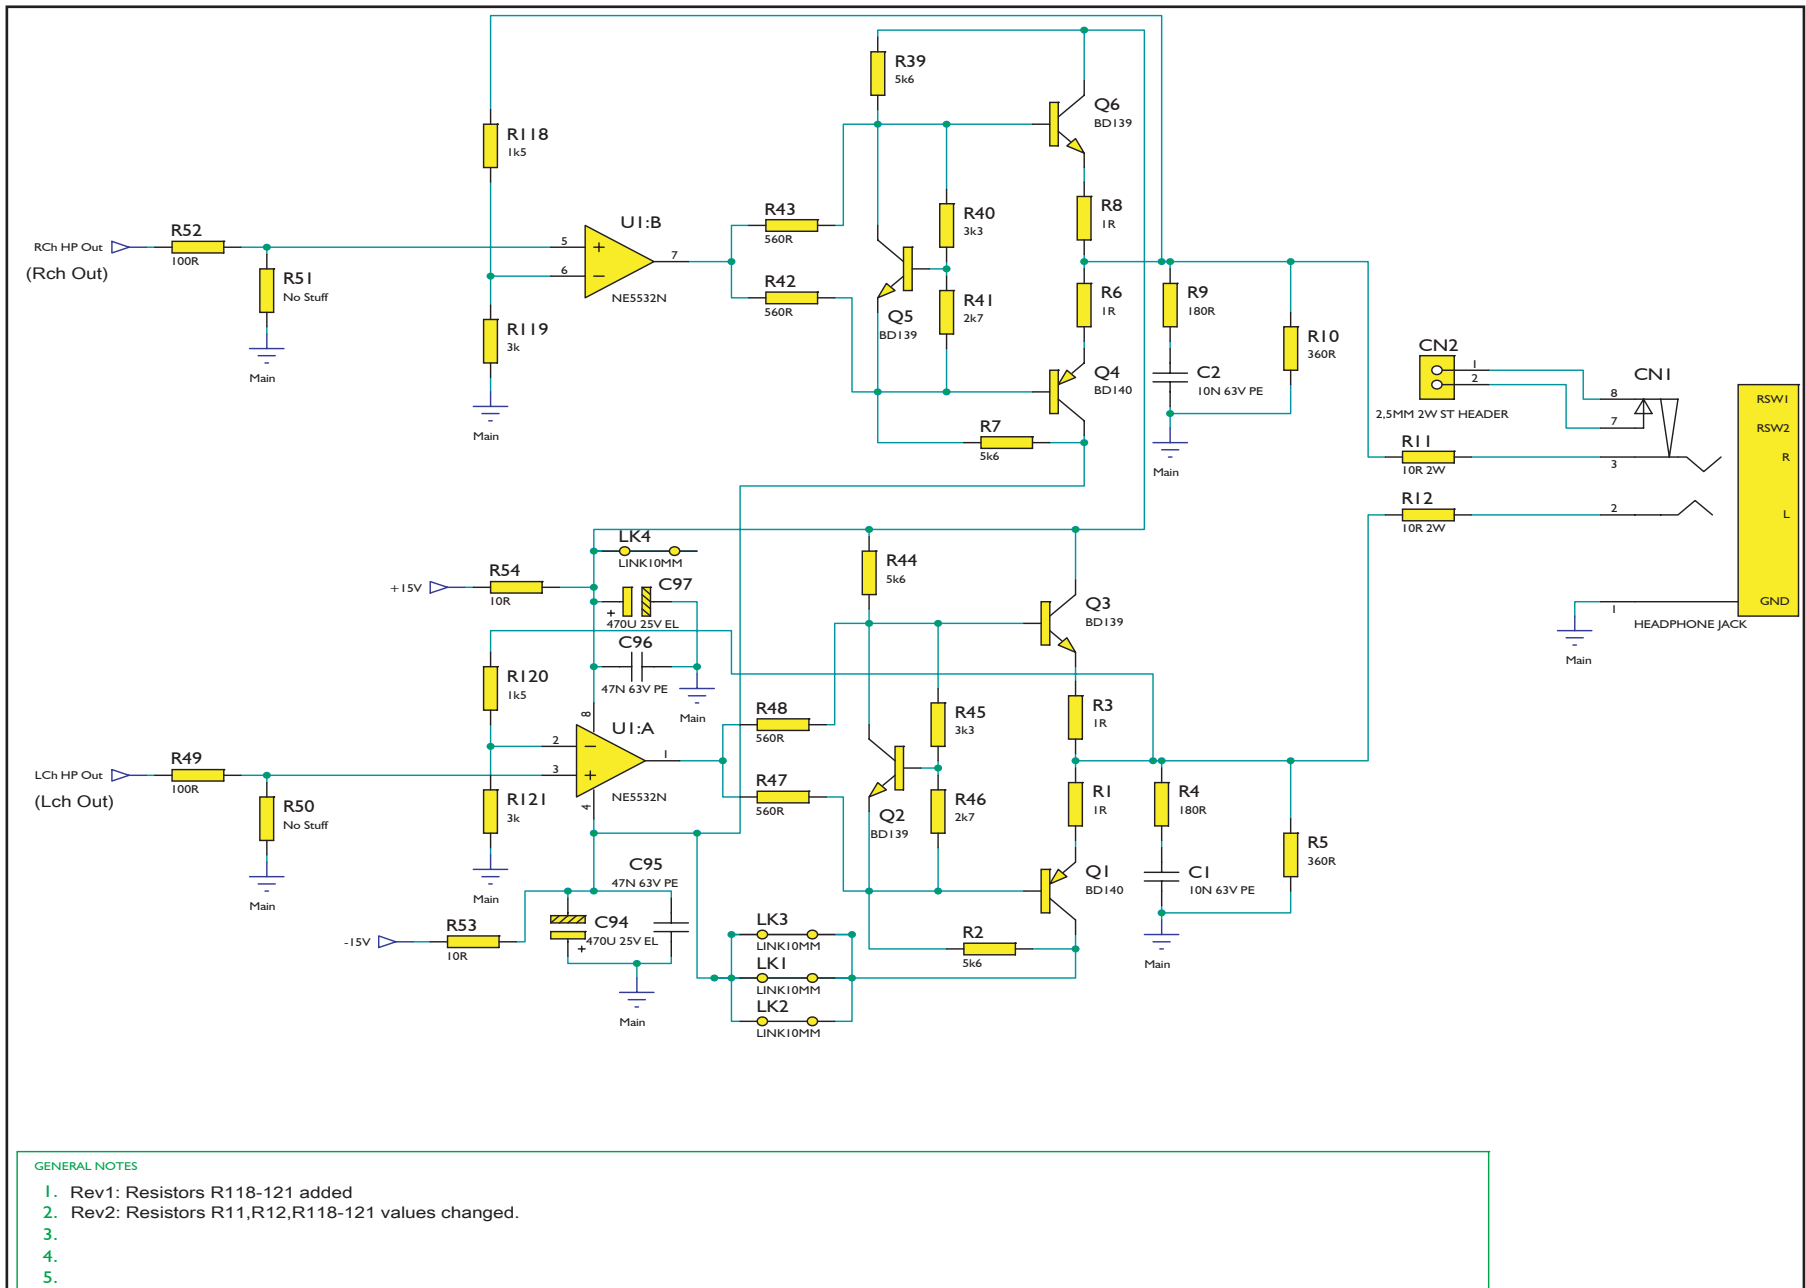 R39
5k6
Q6
BD139
R118
1k5
R43
560R
R40
3k3
R8
1R
U1:B
R52
100R
RCh HP Out
(Rch Out)
5
+
6
−
7
NE5532N
R51
No Stuff
Main
R42
560R
Q5
BD139
R41
2k7
R6
1R
R9
180R
R119
3k
Main
R10
360R
Q4
BD140
C2
10N 63V PE
Main
R7
5k6
CN2
1
2
2,5MM 2W ST HEADER
CN1
8
7
RSW1
RSW2
R
R11
10R 2W
3
R12
10R 2W
2
L
GND
1
HEADPHONE JACK
Main
LK4
LINK10MM
R44
5k6
+15V
R54
10R
C97
+
470U 25V EL
Q3
BD139
C96
47N 63V PE
Main
R120
1k5
R48
560R
R45
3k3
R3
1R
8
U1:A
2
−
3
+
1
4
NE5532N
R49
100R
LCh HP Out
(Lch Out)
R50
No Stuff
Main
R121
3k
Main
R47
560R
Q2
BD139
R46
2k7
R1
1R
R4
180R
R5
360R
Q1
BD140
C1
10N 63V PE
Main
C95
47N 63V PE
C94
470U 25V EL
+
Main
-15V
R53
10R
LK3
LINK10MM
LK1
LINK10MM
LK2
LINK10MM
R2
5k6
GENERAL NOTES
1. Rev1: Resistors R118-121 added
2. Rev2: Resistors R11,R12,R118-121 values changed.
3.
4.
5.